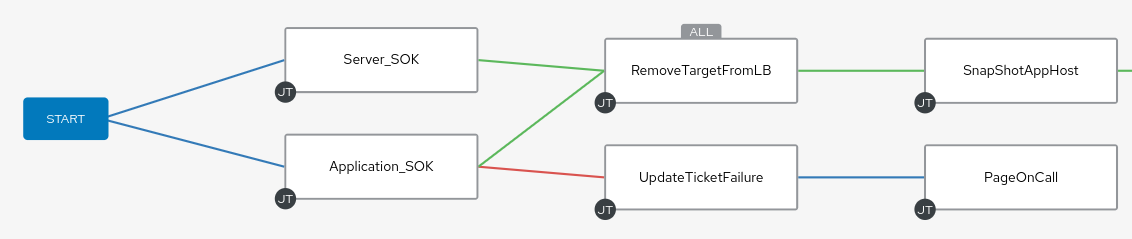 START
Server_SOK
JT
Application_SOK
JT
ALL
RemoveTargetFromLB
JT
UpdateTicketFailure
JT
SnapShotAppHost
JT
PageOnCall
JT